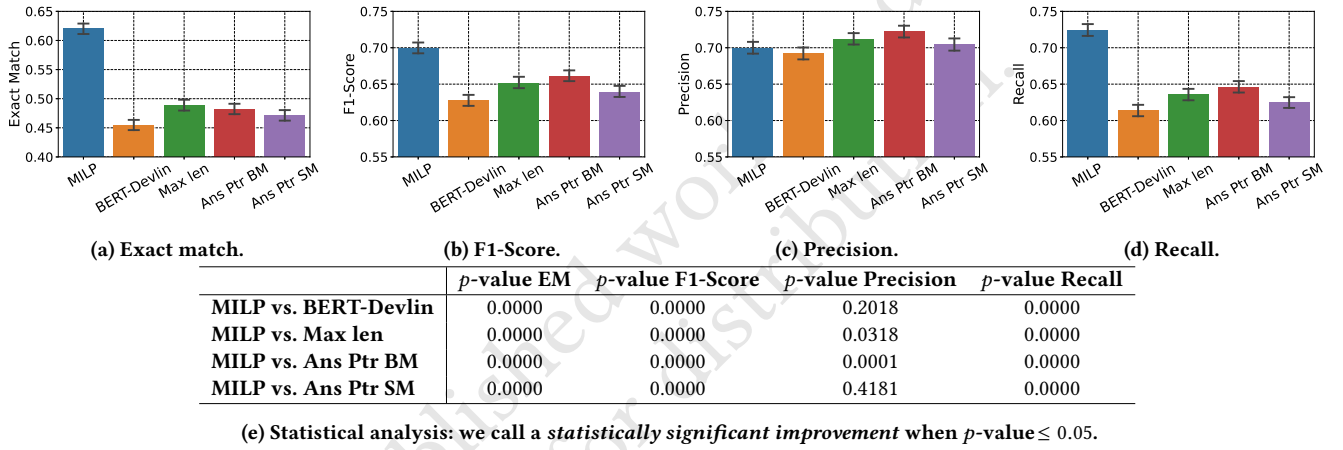 0.65
0.60
0.55
0.50
0.45
0.40
Exact Match
MILP
BERT-Devlin
Max len
Ans Ptr BM
Ans Ptr SM
0.75
0.70
0.65
0.60
0.55
F1-Score
MILP
BERT-Devlin
Max len
Ans Ptr BM
Ans Ptr SM
0.75
0.70
0.65
0.60
0.55
Precision
MILP
BERT-Devlin
Max len
Ans Ptr BM
Ans Ptr SM
0.75
0.70
0.65
0.60
0.55
Recall
MILP
BERT-Devlin
Max len
Ans Ptr BM
Ans Ptr SM
(a) Exact match. (b) F1-Score. (c) Precision. (d) Recall.
p-value EM p-value F1-Score p-value Precision p-value Recall
MILP vs. BERT-Devlin 0.0000 0.0000 0.2018 0.0000
MILP vs. Max len 0.0000 0.0000 0.0318 0.0000
MILP vs. Ans Ptr BM 0.0000 0.0000 0.0001 0.0000
MILP vs. Ans Ptr SM 0.0000 0.0000 0.4181 0.0000
(e) Statistical analysis: we call a statistically significant improvement when p-value≤ 0.05.